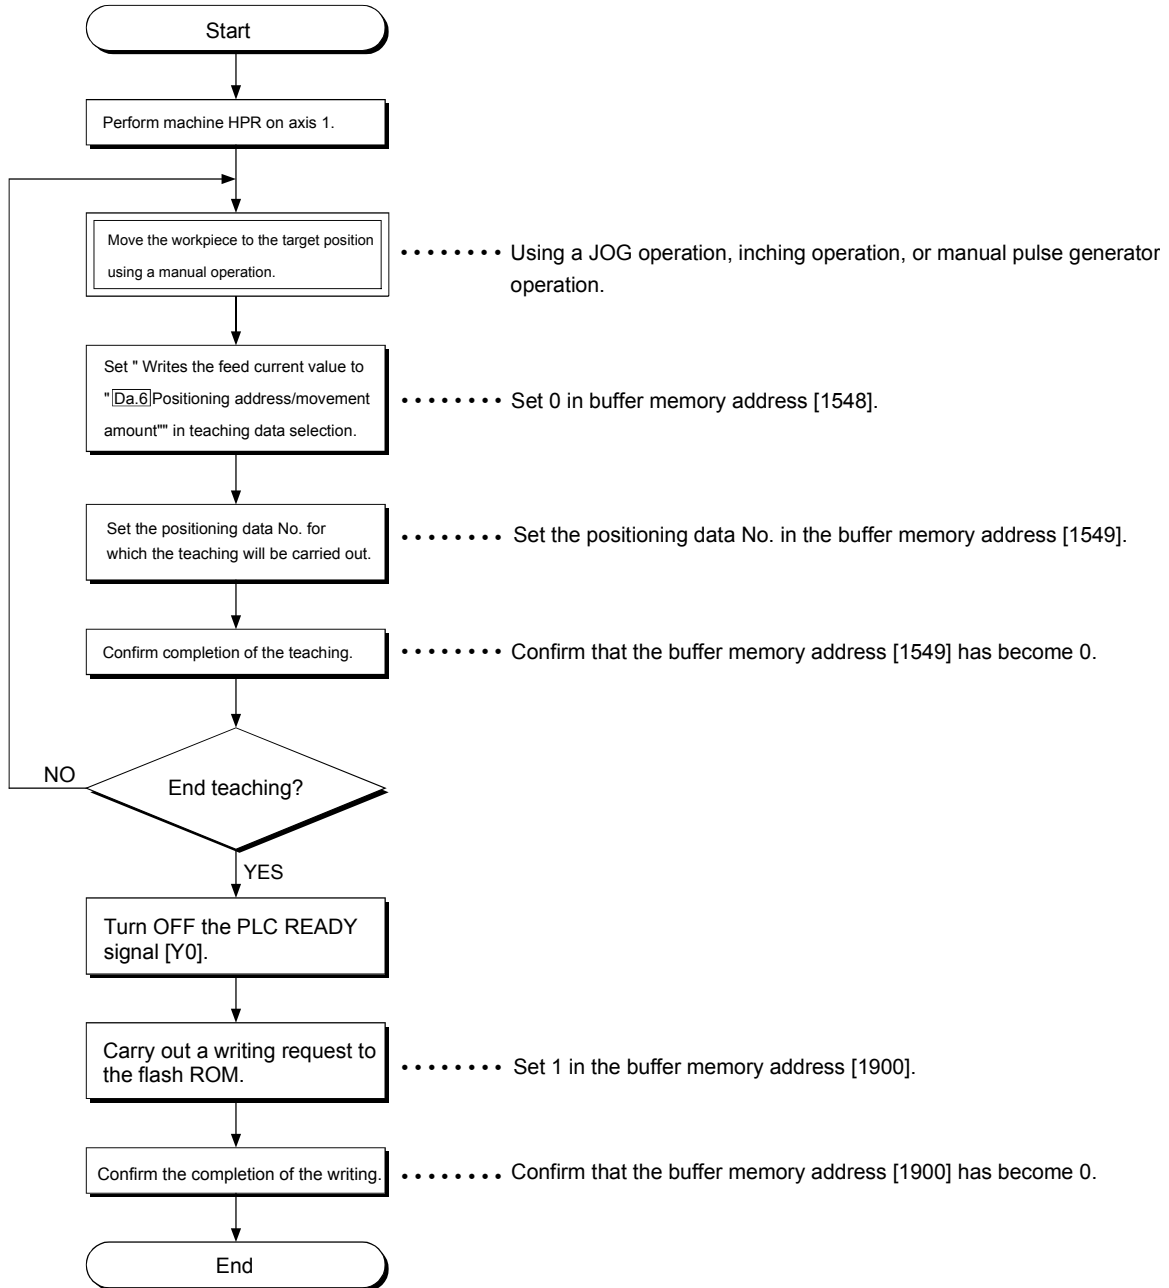 Start
Perform machine HPR on axis 1.
Move the workpiece to the target position
using a manual operation.
Using a JOG operation, inching operation, or manual pulse generator
operation.
Set " Writes the feed current value to
"Da.6 Positioning address/movement
amount"" in teaching data selection.
Set 0 in buffer memory address [1548].
Set the positioning data No. for
which the teaching will be carried out.
Set the positioning data No. in the buffer memory address [1549].
Confirm completion of the teaching.
Confirm that the buffer memory address [1549] has become 0.
NO
End teaching?
YES
Turn OFF the PLC READY
signal [Y0].
Carry out a writing request to
the flash ROM.
Set 1 in the buffer memory address [1900].
Confirm the completion of the writing.
Confirm that the buffer memory address [1900] has become 0.
End